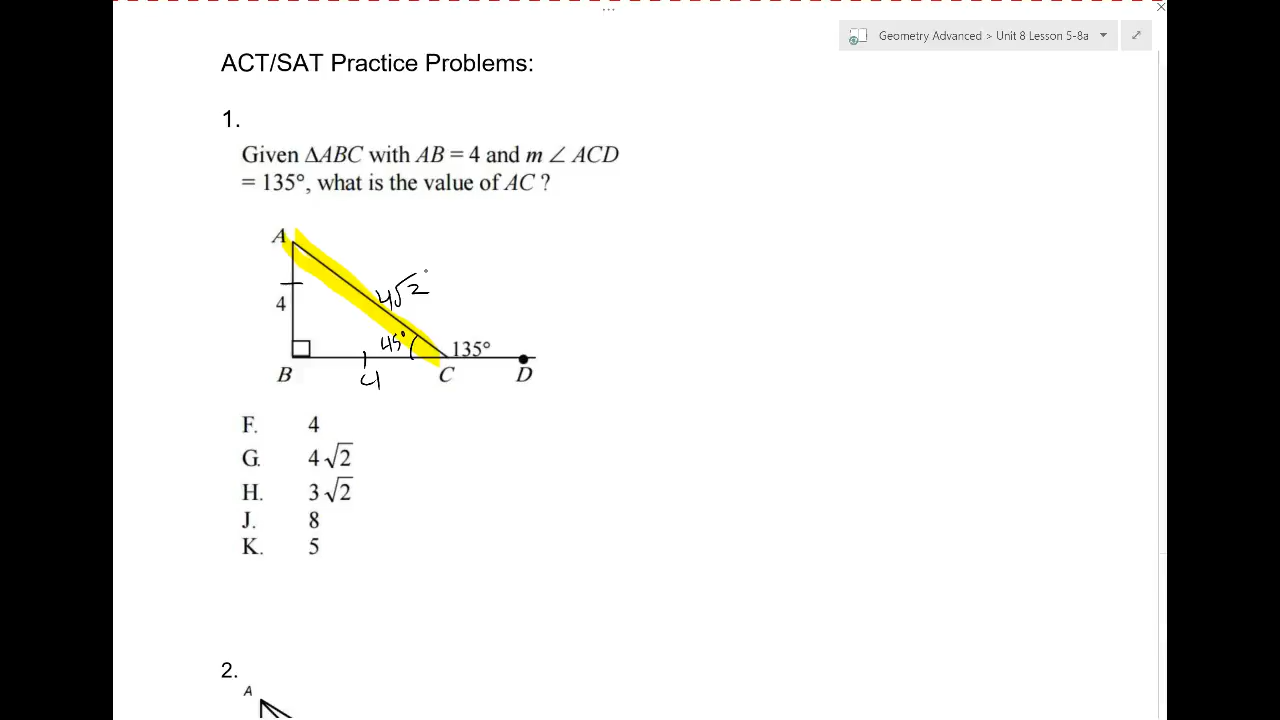 Geometry Advanced > Unit 8 Lesson 5-8a
ACT/SAT Practice Problems:
1.
Given ΔABC with AB = 4 and m ∠ ACD
= 135°, what is the value of AC ?
A
4√2
4
45°
135°
B
4
C
D
F. 4
G. 4√2
H. 3√2
J. 8
K. 5
2.
A